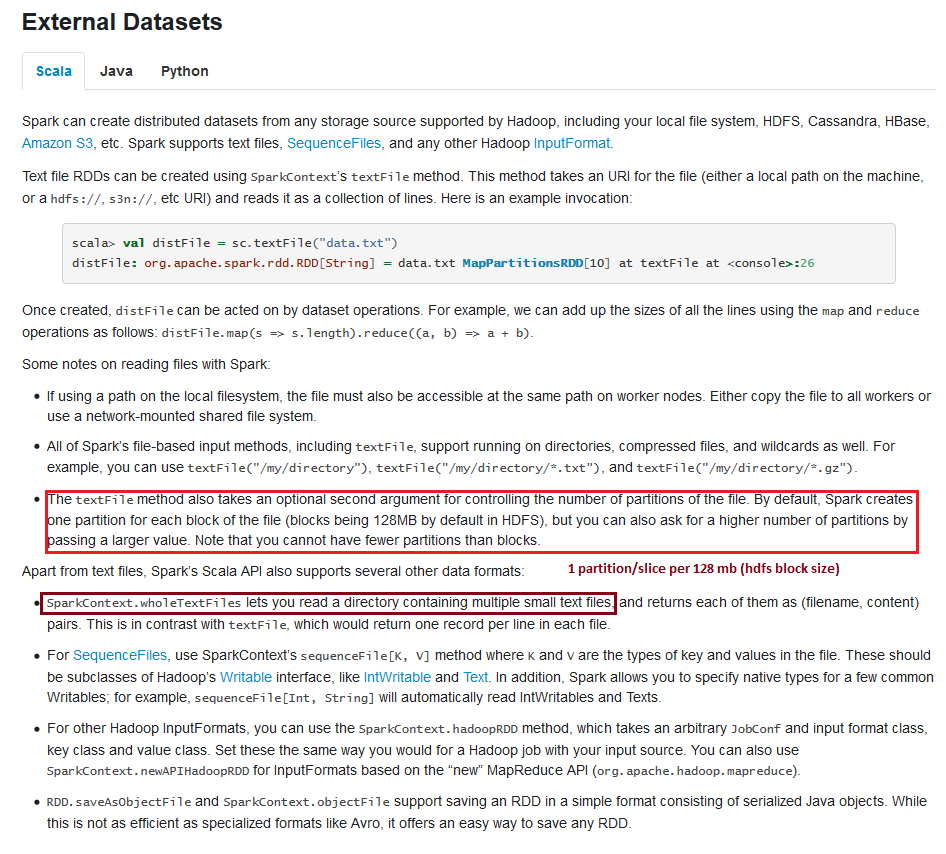 External Datasets
Scala Java Python
Spark can create distributed datasets from any storage source supported by Hadoop, including your local file system, HDFS, Cassandra, HBase,
Amazon S3, etc. Spark supports text files, SequenceFiles, and any other Hadoop InputFormat.
Text file RDDs can be created using SparkContext’s textFile method. This method takes an URI for the file (either a local path on the machine,
or a hdfs://, s3n://, etc URI) and reads it as a collection of lines. Here is an example invocation:
scala> val distFile = sc.textFile("data.txt")
distFile: org.apache.spark.rdd.RDD[String] = data.txt MapPartitionsRDD[10] at textFile at <console>:26
Once created, distFile can be acted on by dataset operations. For example, we can add up the sizes of all the lines using the map and reduce
operations as follows: distFile.map(s => s.length).reduce((a, b) => a + b).
Some notes on reading files with Spark:
• If using a path on the local filesystem, the file must also be accessible at the same path on worker nodes. Either copy the file to all workers or
use a network-mounted shared file system.
• All of Spark’s file-based input methods, including textFile, support running on directories, compressed files, and wildcards as well. For
example, you can use textFile("/my/directory"), textFile("/my/directory/*.txt"), and textFile("/my/directory/*.gz").
• The textFile method also takes an optional second argument for controlling the number of partitions of the file. By default, Spark creates
one partition for each block of the file (blocks being 128MB by default in HDFS), but you can also ask for a higher number of partitions by
passing a larger value. Note that you cannot have fewer partitions than blocks.
Apart from text files, Spark’s Scala API also supports several other data formats:
1 partition/slice per 128 mb (hdfs block size)
• SparkContext.wholeTextFiles lets you read a directory containing multiple small text files, and returns each of them as (filename, content)
pairs. This is in contrast with textFile, which would return one record per line in each file.
• For SequenceFiles, use SparkContext’s sequenceFile[K, V] method where K and V are the types of key and values in the file. These should
be subclasses of Hadoop’s Writable interface, like IntWritable and Text. In addition, Spark allows you to specify native types for a few common
Writables; for example, sequenceFile[Int, String] will automatically read IntWritables and Texts.
• For other Hadoop InputFormats, you can use the SparkContext.hadoopRDD method, which takes an arbitrary JobConf and input format class,
key class and value class. Set these the same way you would for a Hadoop job with your input source. You can also use
SparkContext.newAPIHadoopRDD for InputFormats based on the “new” MapReduce API (org.apache.hadoop.mapreduce).
• RDD.saveAsObjectFile and SparkContext.objectFile support saving an RDD in a simple format consisting of serialized Java objects. While
this is not as efficient as specialized formats like Avro, it offers an easy way to save any RDD.